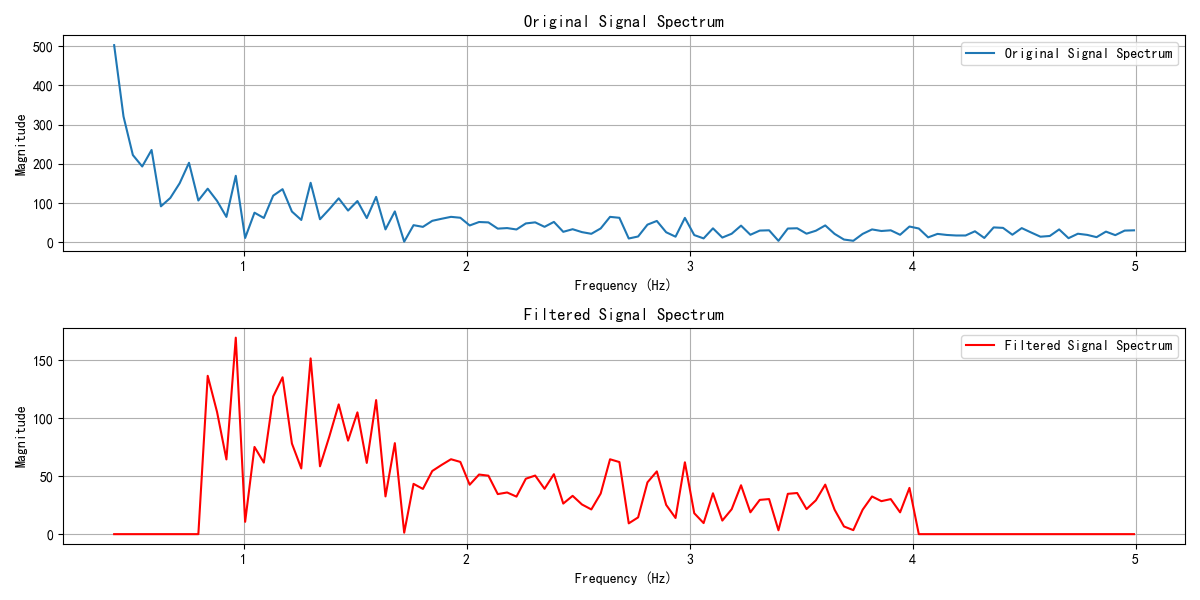 Original Signal Spectrum
500
400
300
200
100
0
Magnitude
Original Signal Spectrum
1 2 3 4 5
Frequency (Hz)
Filtered Signal Spectrum
150
100
50
0
Magnitude
Filtered Signal Spectrum
1 2 3 4 5
Frequency (Hz)